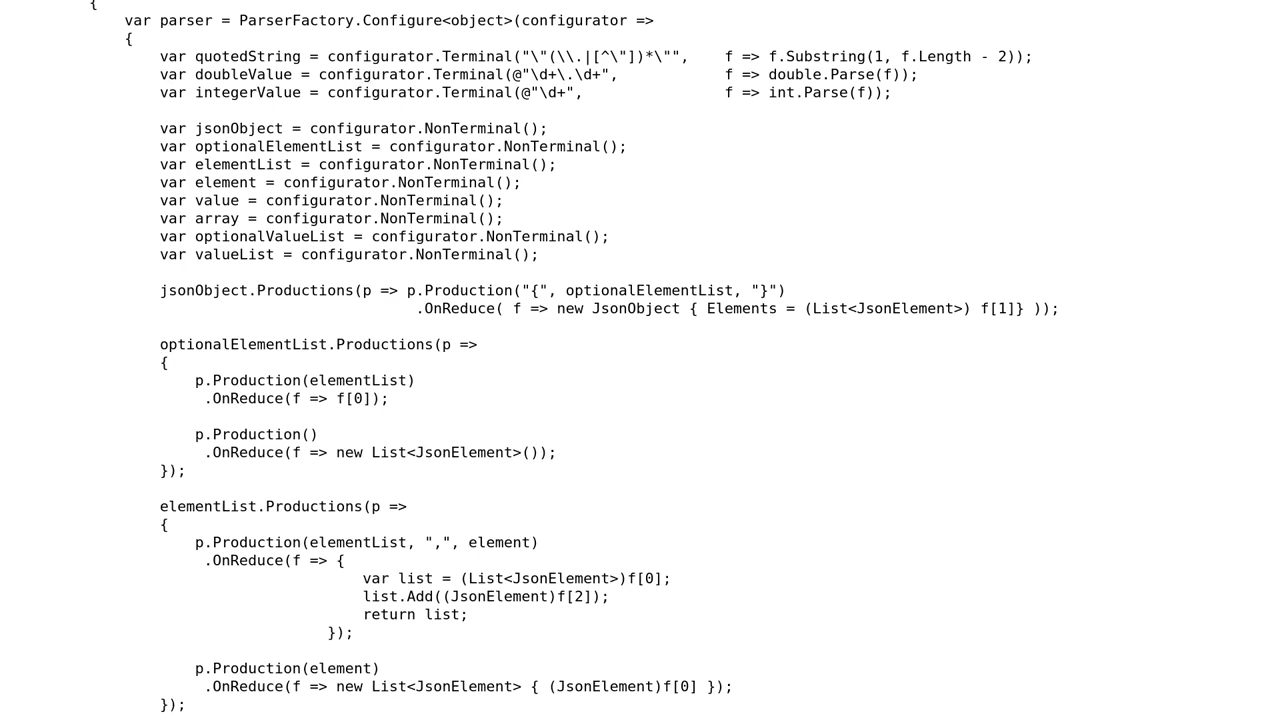 {
var parser = ParserFactory.Configure<object>(configurator =>
{
var quotedString = configurator.Terminal("\"(\\.|[^\"])*\"",    f => f.Substring(1, f.Length - 2));
var doubleValue = configurator.Terminal(@"\d+\.\d+",            f => double.Parse(f));
var integerValue = configurator.Terminal(@"\d+",                f => int.Parse(f));
var jsonObject = configurator.NonTerminal();
var optionalElementList = configurator.NonTerminal();
var elementList = configurator.NonTerminal();
var element = configurator.NonTerminal();
var value = configurator.NonTerminal();
var array = configurator.NonTerminal();
var optionalValueList = configurator.NonTerminal();
var valueList = configurator.NonTerminal();
jsonObject.Productions(p => p.Production("{", optionalElementList, "}")
.OnReduce( f => new JsonObject { Elements = (List<JsonElement>) f[1]} ));
optionalElementList.Productions(p =>
{
p.Production(elementList)
.OnReduce(f => f[0]);
p.Production()
.OnReduce(f => new List<JsonElement>());
});
elementList.Productions(p =>
{
p.Production(elementList, ",", element)
.OnReduce(f => {
var list = (List<JsonElement>)f[0];
list.Add((JsonElement)f[2]);
return list;
});
p.Production(element)
.OnReduce(f => new List<JsonElement> { (JsonElement)f[0] });
});